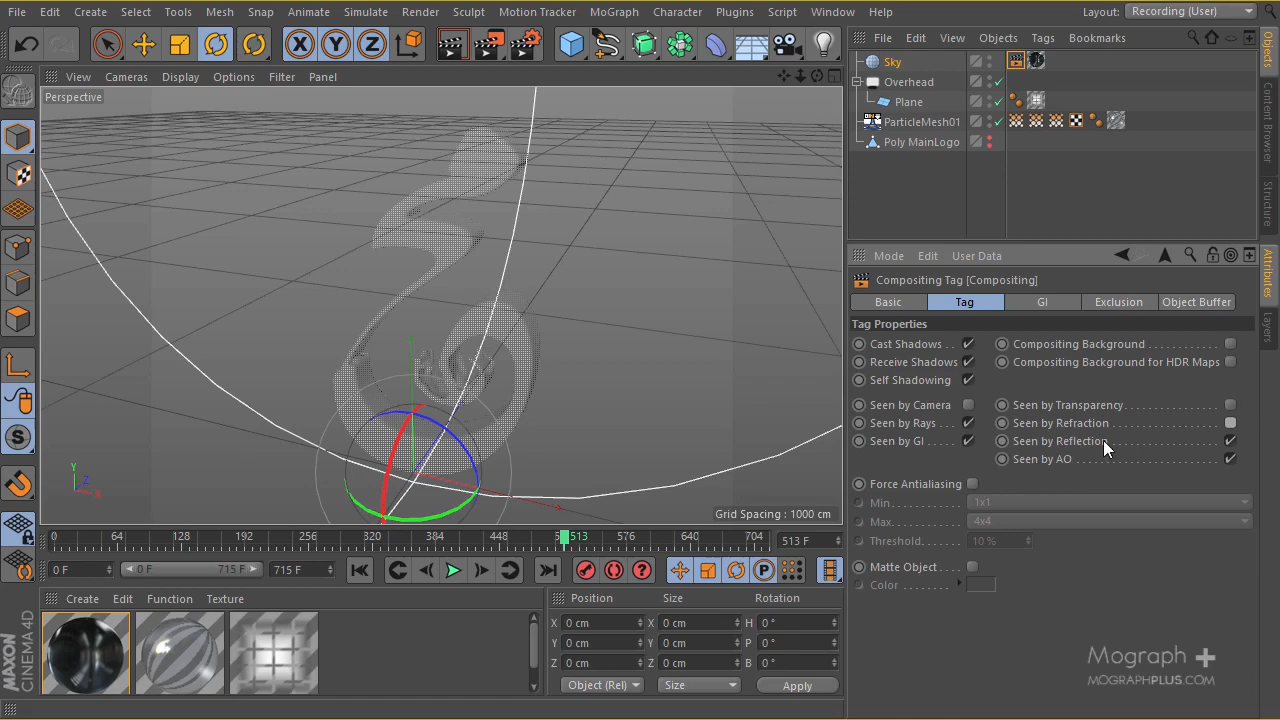 File Edit Create Select Tools Mesh Snap Animate Simulate Render Sculpt Motion Tracker MoGraph Character Plugins Script Window Help Layout: Recording (User)
X Y Z
File Edit View Objects Tags Bookmarks
View Cameras Display Options Filter Panel
Perspective
Sky
Overhead
Plane
ParticleMesh01
Poly MainLogo
Objects
Content Browser
Structure
Attributes
Layers
Mode Edit User Data
Compositing Tag [Compositing]
Basic Tag GI Exclusion Object Buffer
Tag Properties
Cast Shadows . . Compositing Background
Receive Shadows Compositing Background for HDR Maps
Self Shadowing
Seen by Camera Seen by Transparency
Seen by Rays Seen by Refraction
Seen by GI Seen by Reflection
Seen by AO
Force Antialiasing
Min 1x1
Max. 4x4
Threshold. 10 %
Matte Object
Color
Y Z X
Grid Spacing : 1000 cm
0 64 128 192 256 320 384 448 513 576 640 704 513 F
0 F 0 F 715 F 715 F
P
Create Edit Function Texture
Position Size Rotation
X 0 cm X 0 cm H 0 °
Y 0 cm Y 0 cm P 0 °
Z 0 cm Z 0 cm B 0 °
Object (Rel) Size Apply
MAXON
CINEMA 4D
Mograph +
MOGRAPHPLUS.COM